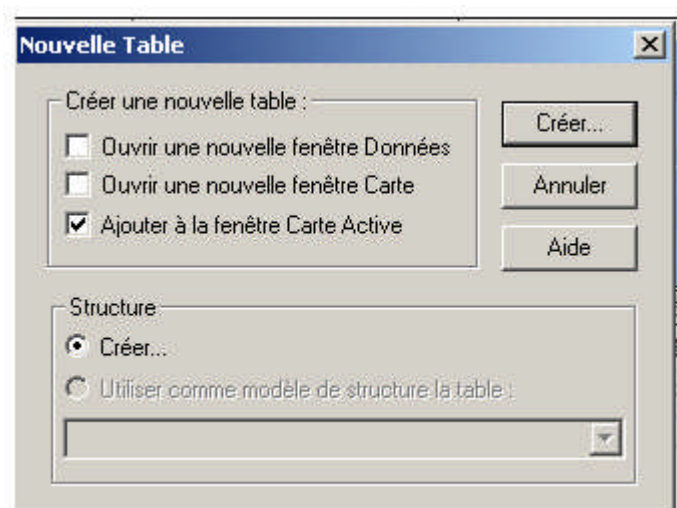 Nouvelle Table
Créer une nouvelle table :
Ouvrir une nouvelle fenêtre Données
Ouvrir une nouvelle fenêtre Carte
Ajouter à la fenêtre Carte Active
Créer...
Annuler
Aide
Structure
Créer...
Utiliser comme modèle de structure la table :